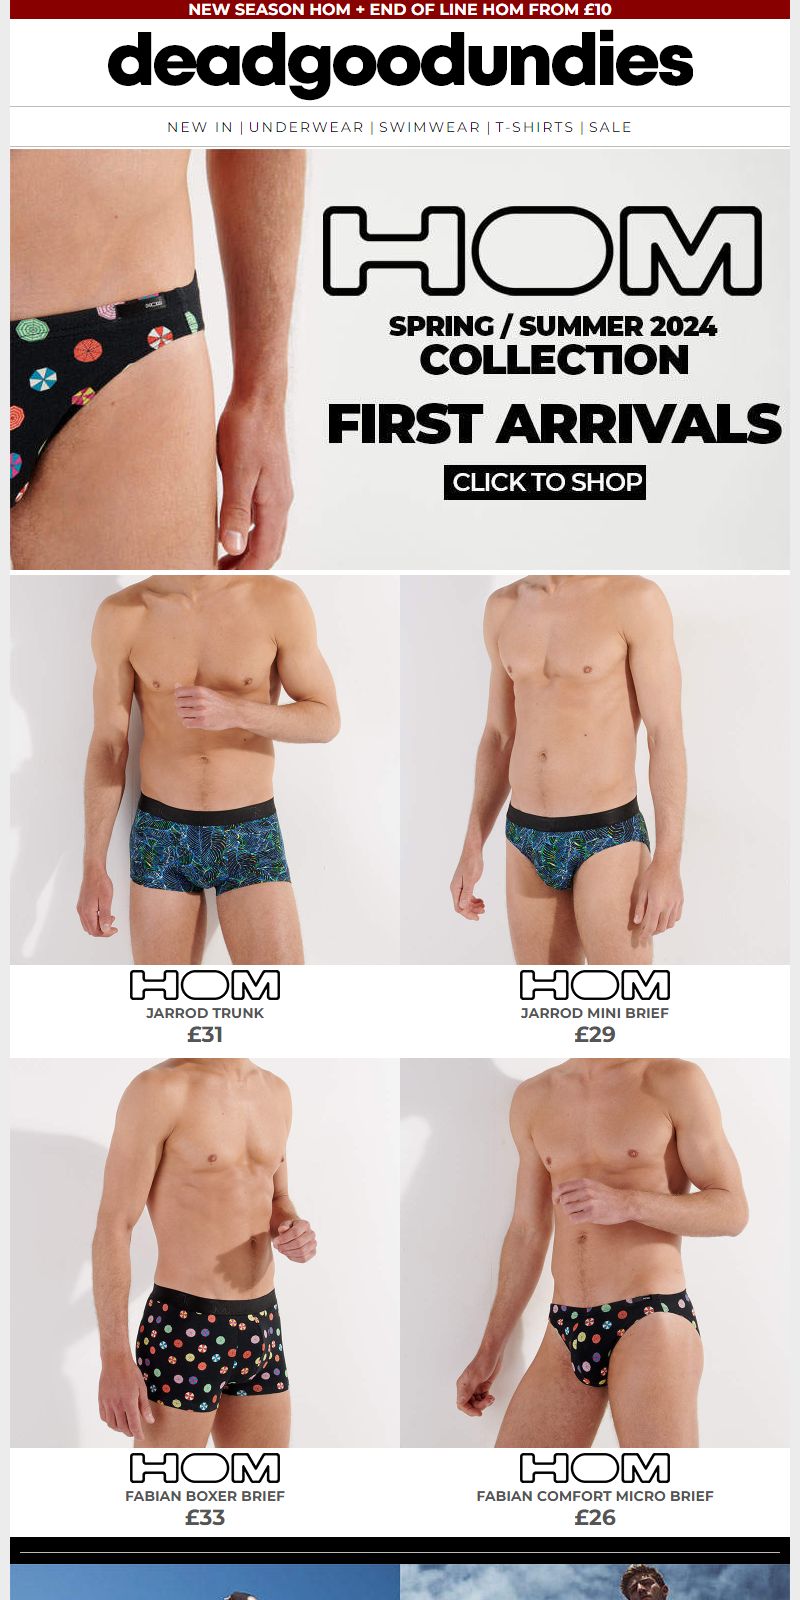 NEW SEASON HOM + END OF LINE HOM FROM £10
deadgoodundies
NEW IN | UNDERWEAR | SWIMWEAR | T-SHIRTS | SALE
HOM
SPRING / SUMMER 2024
COLLECTION
FIRST ARRIVALS
CLICK TO SHOP
HOM
JARROD TRUNK
£31
HOM
JARROD MINI BRIEF
£29
HOM
FABIAN BOXER BRIEF
£33
HOM
FABIAN COMFORT MICRO BRIEF
£26